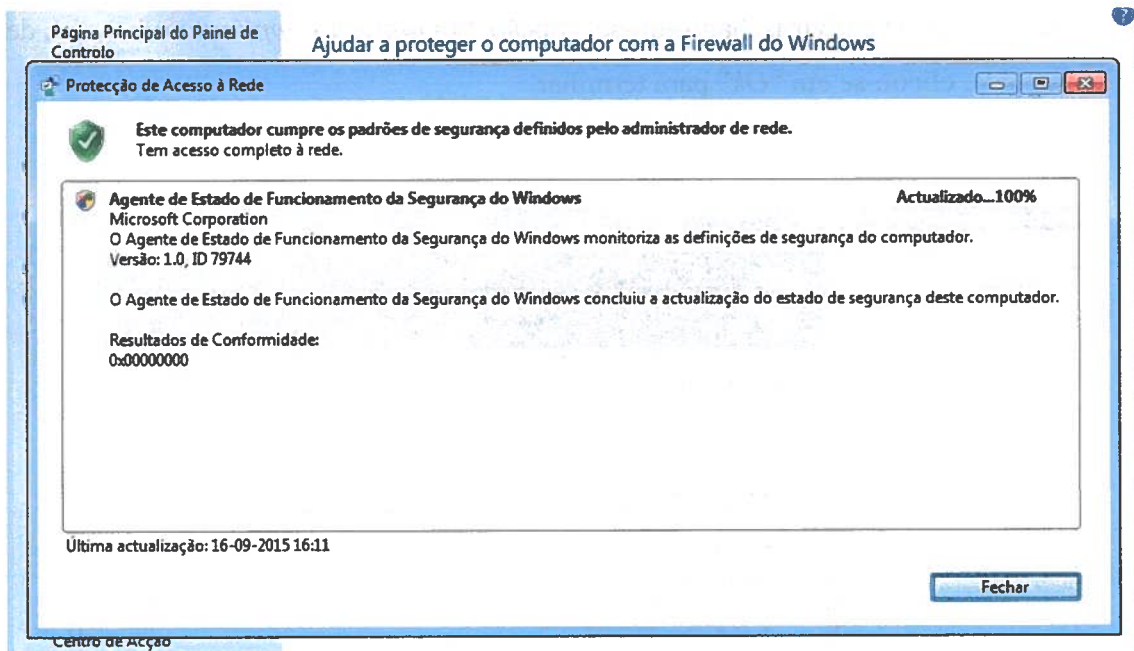 Página Principal do Painel de
Controlo
Ajudar a proteger o computador com a Firewall do Windows
Protecção de Acesso à Rede
Este computador cumpre os padrões de segurança definidos pelo administrador de rede.
Tem acesso completo à rede.
Agente de Estado de Funcionamento da Segurança do Windows
Actualizado...100%
Microsoft Corporation
O Agente de Estado de Funcionamento da Segurança do Windows monitoriza as definições de segurança do computador.
Versão: 1.0, ID 79744
O Agente de Estado de Funcionamento da Segurança do Windows concluiu a actualização do estado de segurança deste computador.
Resultados de Conformidade:
0x00000000
Última actualização: 16-09-2015 16:11
Fechar
Centro de Acção